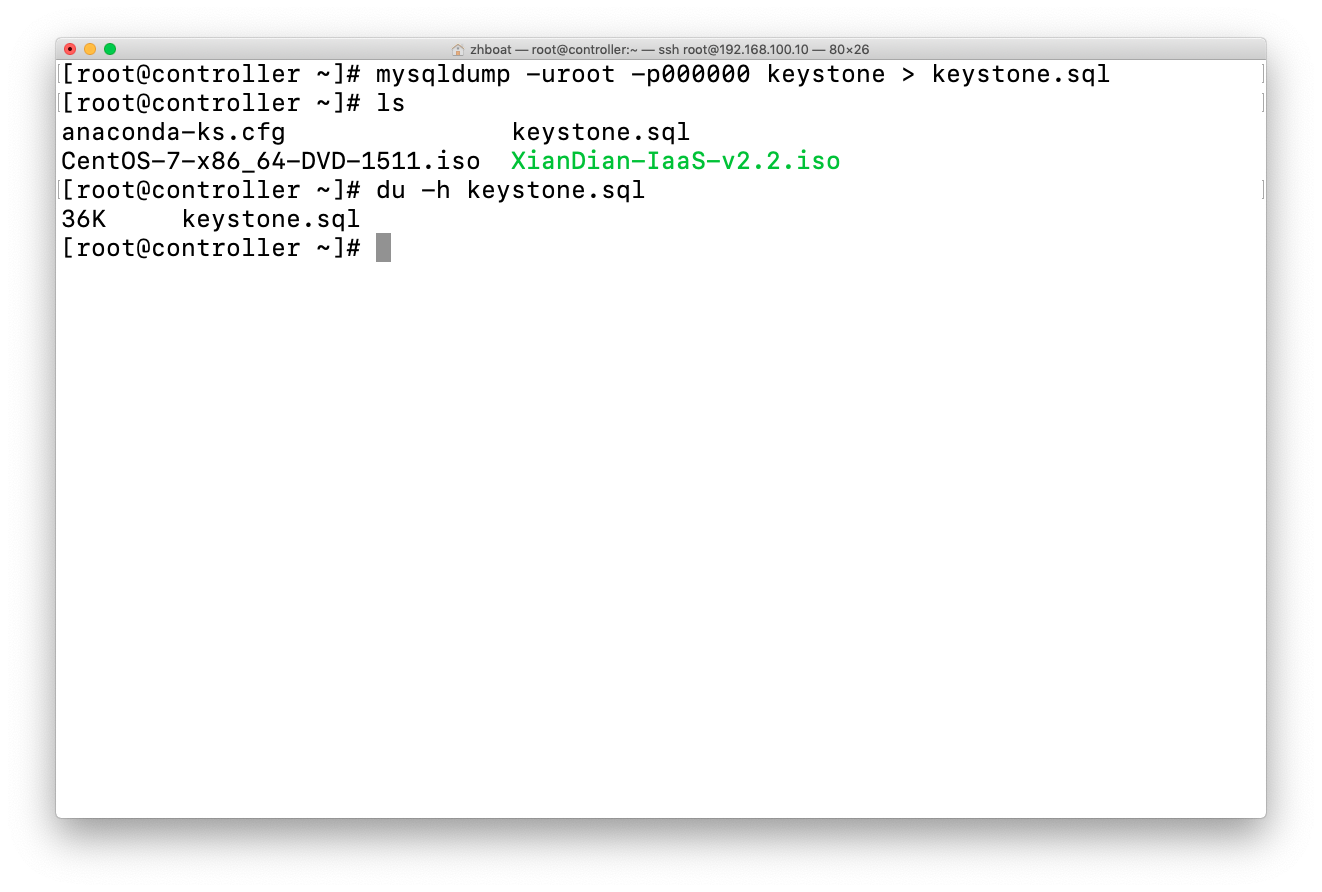 zhboat — root@controller:~ — ssh root@192.168.100.10 — 80×26
[root@controller ~]# mysqldump -uroot -p000000 keystone > keystone.sql
[root@controller ~]# ls
anaconda-ks.cfg               keystone.sql
CentOS-7-x86_64-DVD-1511.iso  XianDian-IaaS-v2.2.iso
[root@controller ~]# du -h keystone.sql
36K     keystone.sql
[root@controller ~]#